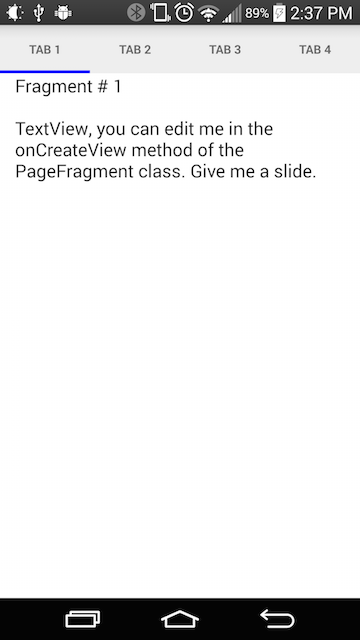 89% 2:37 PM
TAB 1 TAB 2 TAB 3 TAB 4
Fragment # 1
TextView, you can edit me in the
onCreateView method of the
PageFragment class. Give me a slide.